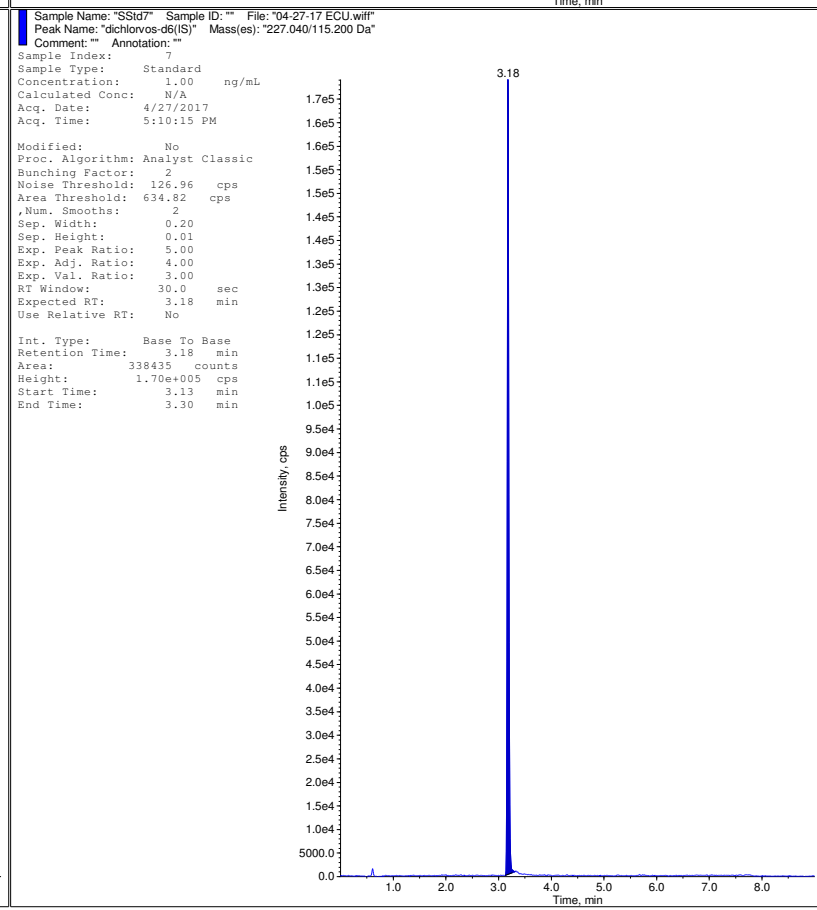 Time, min
Sample Name: "SStd7" Sample ID: "" File: "04-27-17 ECU.wiff"
Peak Name: "dichlorvos-d6(IS)" Mass(es): "227.040/115.200 Da"
Comment: "" Annotation: ""
Sample Index: 7
Sample Type: Standard
Concentration: 1.00 ng/mL
Calculated Conc: N/A
Acq. Date: 4/27/2017
Acq. Time: 5:10:15 PM
Modified: No
Proc. Algorithm: Analyst Classic
Bunching Factor: 2
Noise Threshold: 126.96 cps
Area Threshold: 634.82 cps
,Num. Smooths: 2
Sep. Width: 0.20
Sep. Height: 0.01
Exp. Peak Ratio: 5.00
Exp. Adj. Ratio: 4.00
Exp. Val. Ratio: 3.00
RT Window: 30.0 sec
Expected RT: 3.18 min
Use Relative RT: No
Int. Type: Base To Base
Retention Time: 3.18 min
Area: 338435 counts
Height: 1.70e+005 cps
Start Time: 3.13 min
End Time: 3.30 min
3.18
1.7e5
1.6e5
1.6e5
1.5e5
1.5e5
1.4e5
1.4e5
1.3e5
1.3e5
1.2e5
1.2e5
1.1e5
1.1e5
1.0e5
9.5e4
9.0e4
8.5e4
8.0e4
7.5e4
7.0e4
6.5e4
6.0e4
5.5e4
5.0e4
4.5e4
4.0e4
3.5e4
3.0e4
2.5e4
2.0e4
1.5e4
1.0e4
5000.0
0.0
Intensity, cps
1.0 2.0 3.0 4.0 5.0 6.0 7.0 8.0
Time, min